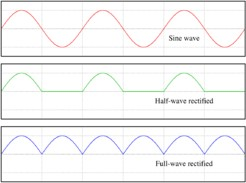 Sine wave
Half-wave rectified
Full-wave rectified